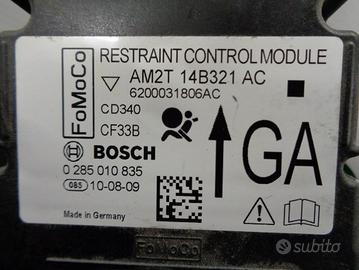 FoMoCo
RESTRAINT CONTROL MODULE
AM2T 14B321 AC
6200031806AC
CD340
CF33B
GA
BOSCH
0 285 010 835
085 10-08-09
Made in Germany
FoMoCo
subito